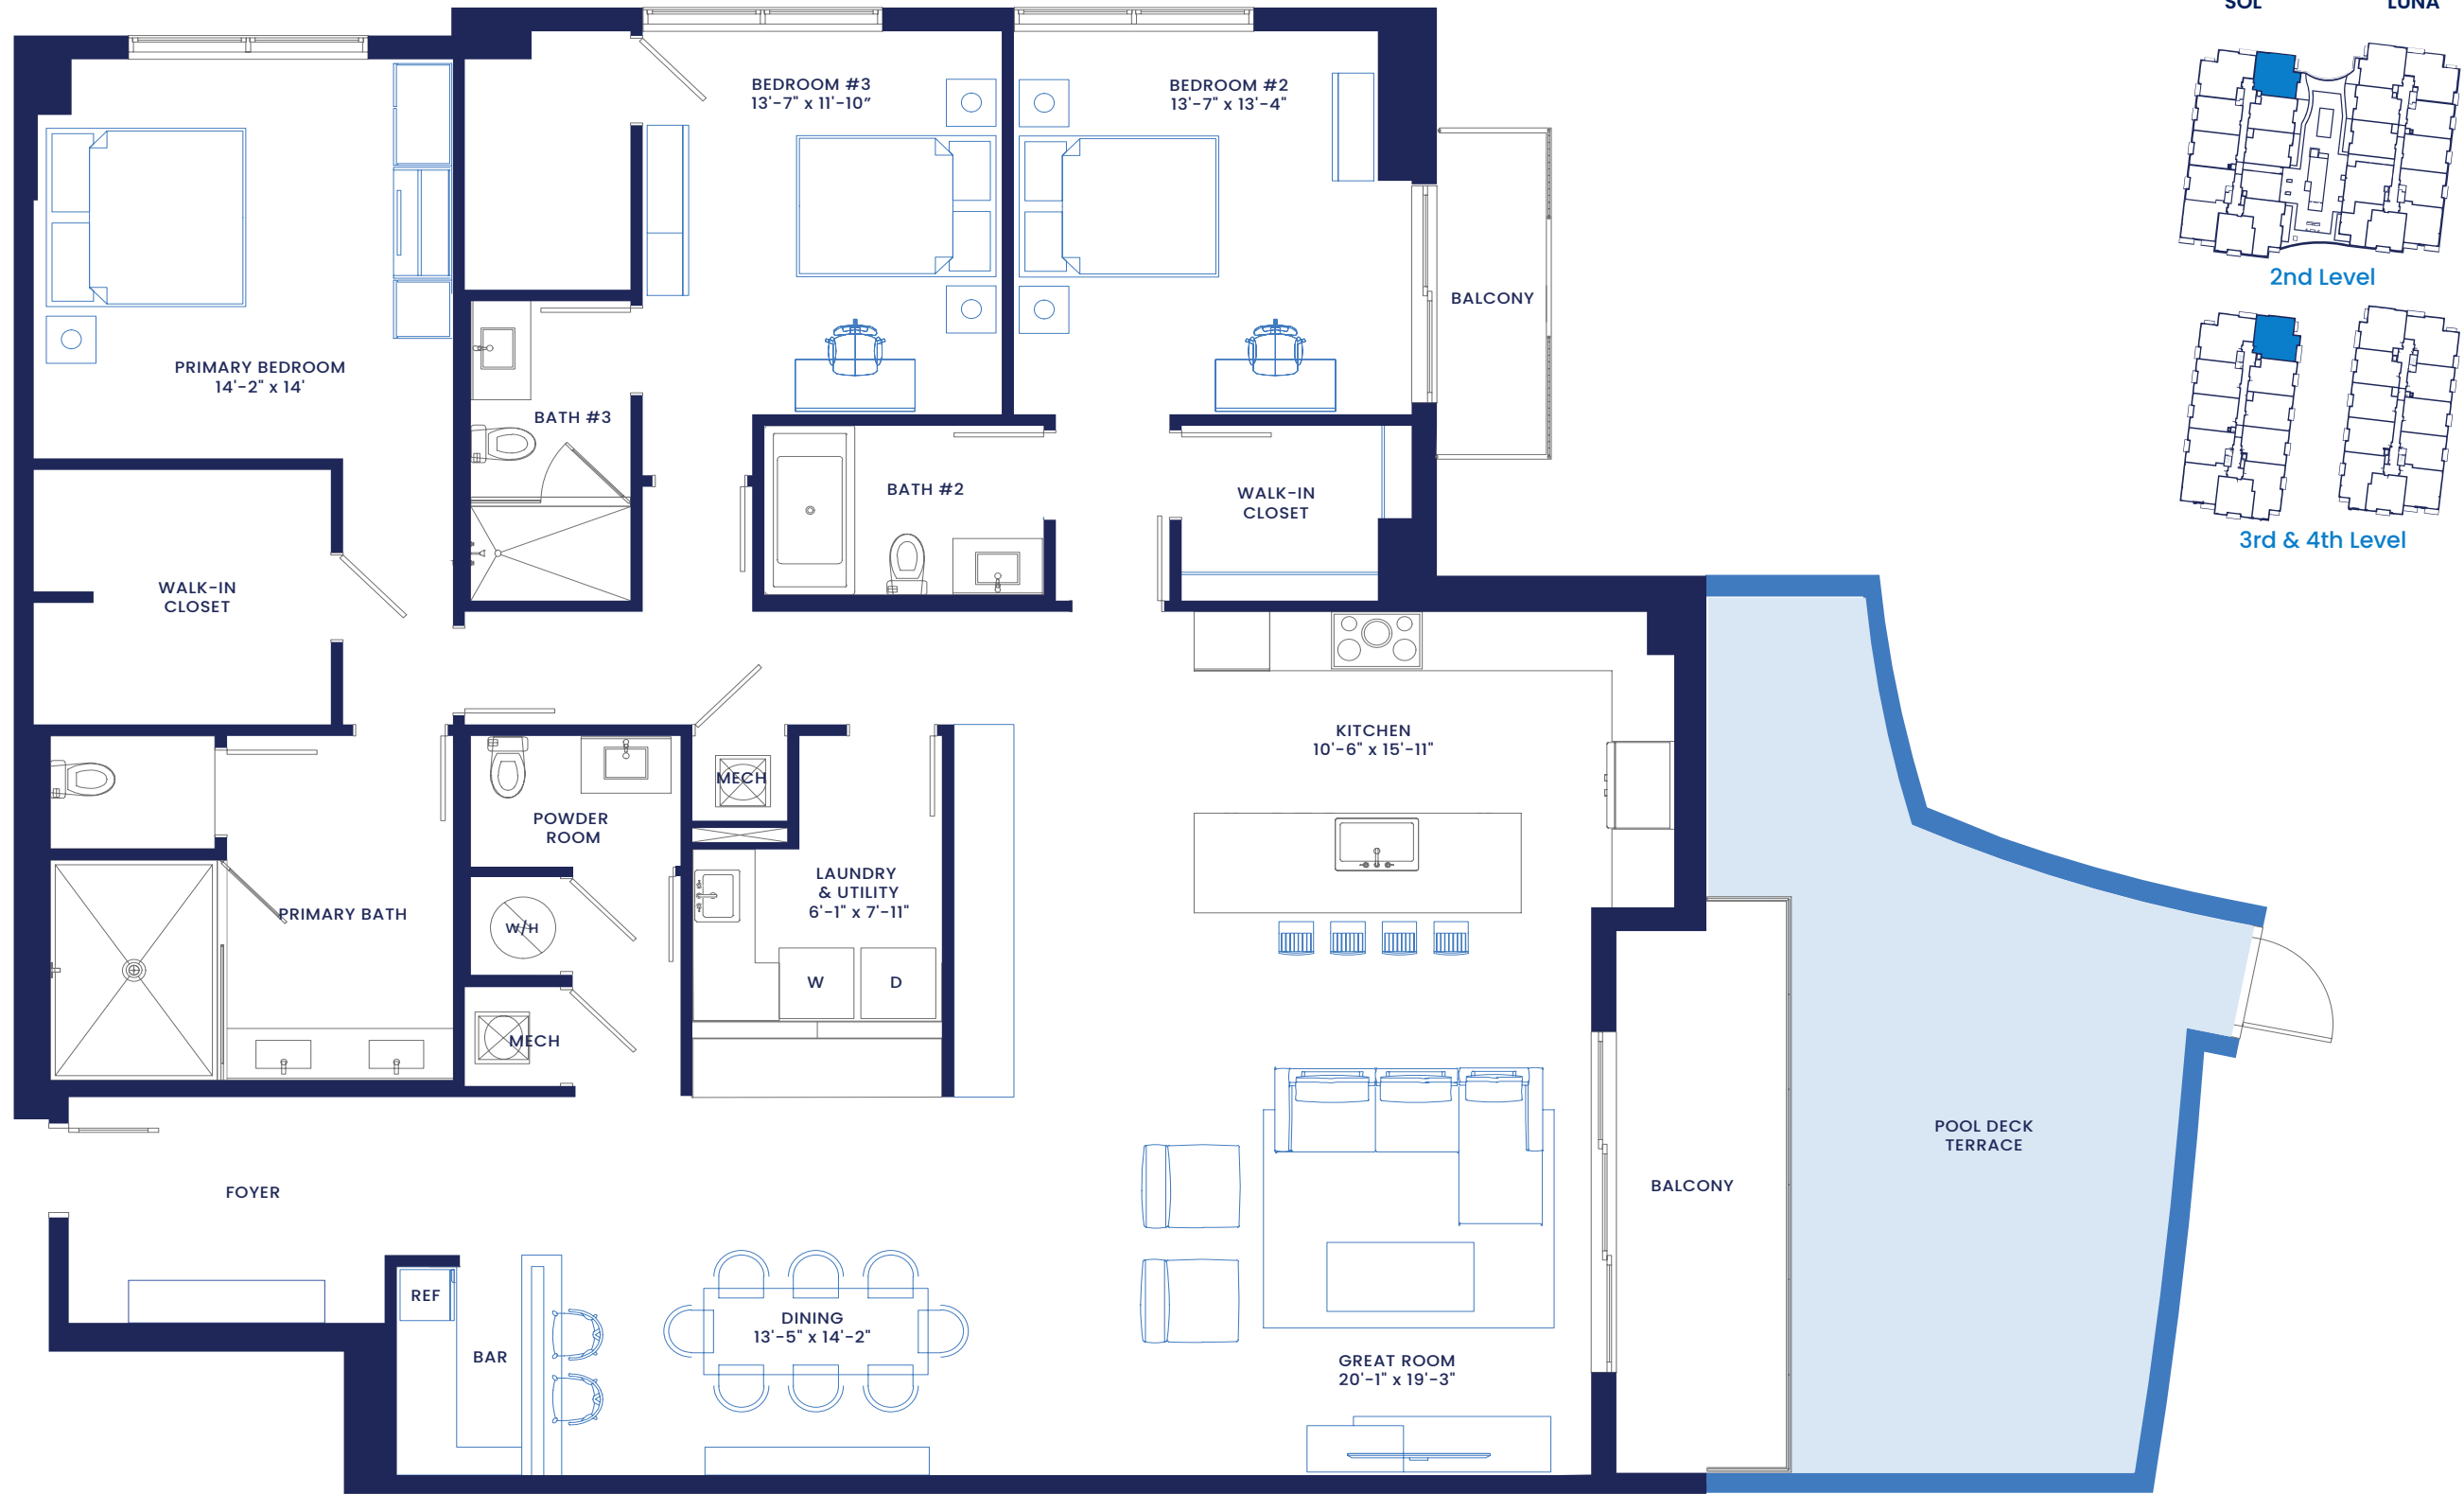 SOL
LUNA
BEDROOM #3
13'-7" x 11'-10”
BEDROOM #2
13'-7" x 13'-4"
2nd Level
BALCONY
PRIMARY BEDROOM
14'-2" x 14'
BATH #3
BATH #2
WALK-IN
CLOSET
3rd & 4th Level
WALK-IN
CLOSET
KITCHEN
10'-6" x 15'-11"
MECH
POWDER
ROOM
LAUNDRY
& UTILITY
6'-1" x 7'-11"
PRIMARY BATH
W/H
W
D
MECH
POOL DECK
TERRACE
BALCONY
FOYER
REF
DINING
13'-5" x 14'-2"
BAR
GREAT ROOM
20'-1" x 19'-3"